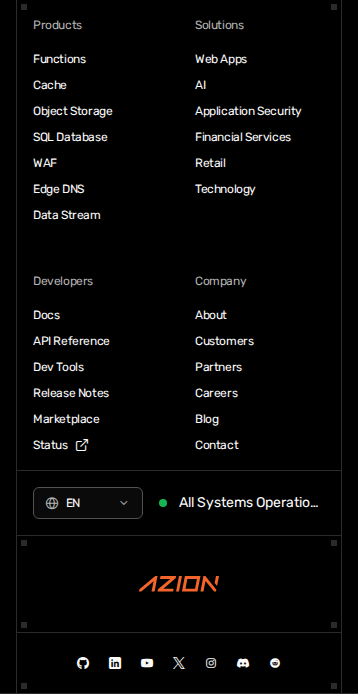 Products
Functions
Cache
Object Storage
SQL Database
WAF
Edge DNS
Data Stream
Solutions
Web Apps
AI
Application Security
Financial Services
Retail
Technology
Developers
Docs
API Reference
Dev Tools
Release Notes
Marketplace
Status
Company
About
Customers
Partners
Careers
Blog
Contact
EN
All Systems Operatio...
AZION